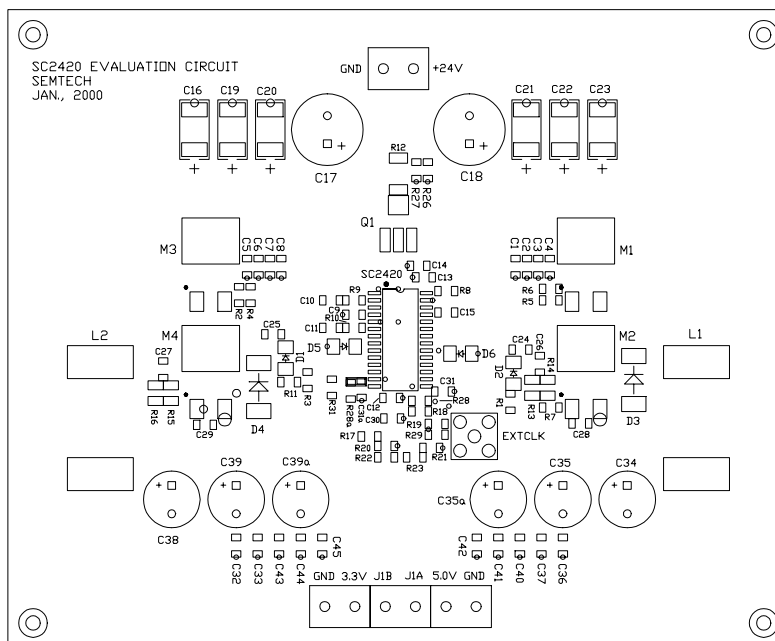 SC2420 EVALUATION CIRCUIT
SEMTECH
JAN., 2000
GND +24V
C16 C19 C20
C21 C22 C23
C17
C18
R12
R27 R26
Q1
M3
C5 C6 C7 C8
C1 C2 C3 C4
M1
C14
C13
SC2420
R2 R4
R6
R5
C10 R9
R8
C9
R10
C11
C15
L2
M4
C25
D1
D5
D6
C24
C26
M2
L1
C27
R16 R15
R11
R3
R31
R28a
C31a
C12
C31
R28
D2
R1
R14
R13
R7
D4
C29
C30
R18
R19
R29
R17
R20
R22
R23
R21
EXTCLK
C28
D3
C39 C39a
C35 C34
C35a
C38
C32 C33 C43 C44 C45
C42 C41 C40 C37 C36
GND 3.3V J1B J1A 5.0V GND